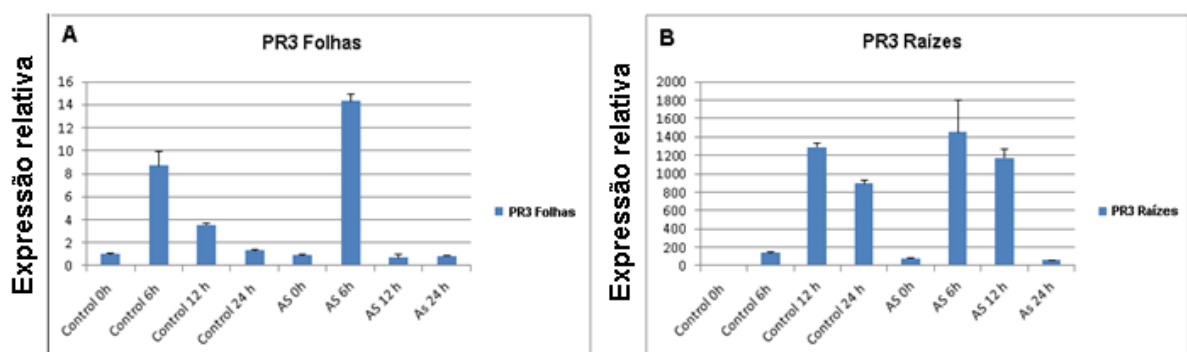 A
PR3 Folhas
Expressão relativa
16
14
12
10
8
6
4
2
0
Control 0h
Control 6h
Control 12 h
Control 24 h
AS 0h
AS 6h
AS 12 h
As 24 h
PR3 Folhas
B
PR3 Raízes
Expressão relativa
2000
1800
1600
1400
1200
1000
800
600
400
200
0
Control 0h
Control 6h
Control 12 h
Control 24 h
AS 0h
AS 6h
AS 12 h
As 24 h
PR3 Raízes